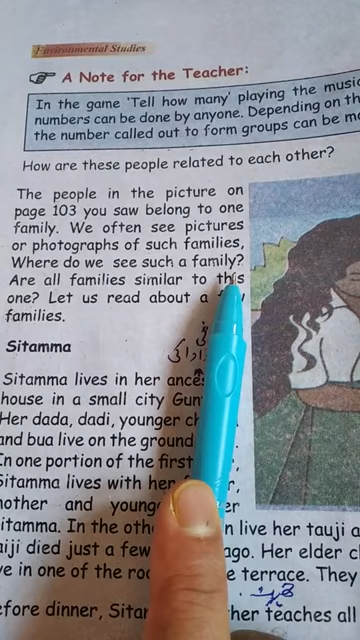 Environmental Studies
A Note for the Teacher:
In the game 'Tell how many' playing the music
numbers can be done by anyone. Depending on th
the number called out to form groups can be m
How are these people related to each other?
The people in the picture on
page 103 you saw belong to one
family. We often see pictures
or photographs of such families,
Where do we see such a family?
Are all families similar to this
one? Let us read about a
families.
Sitamma
Sitamma lives in her ances
house in a small city Gun
Her dada, dadi, younger ch
and bua live on the ground
In one portion of the first
Sitamma lives with her
mother and young er
itamma. In the oth n live her tauji a
aiji died just a few ago. Her elder c
ve in one of the roo e terrace. They
efore dinner, Sitam her teaches all